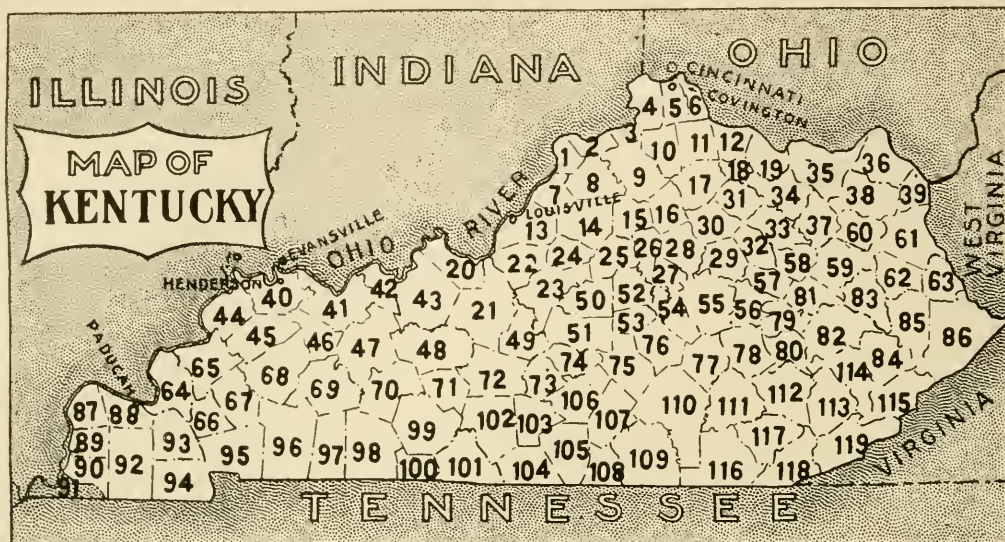 ILLINOIS
INDIANA
OHIO
MAP OF
KENTUCKY
CINCINNATI
COVINGTON
LOUISVILLE
EVANSVILLE
HENDERSON
PADUCAH
OHIO RIVER
WEST VIRGINIA
VIRGINIA
TENNESSEE
4 5 6
1 2 3 10 11 12
7 8 9 17 18 19 35 36
13 14 15 16 31 34 38 39
30 33 37 60 61
20 22 24 25 26 28 29 32 58 59
40 41 42 43 21 23 50 52 27 57 62 63
44 45 46 47 48 49 51 53 54 55 56 79 81 83 85 86
65 68 69 70 71 72 73 74 75 76 77 78 80 82 84
64 66 67 106 107 110 111 112 113 114 115
87 88 89 93 95 96 97 98 99 102 103 105 109 117 119
90 91 92 94 100 101 104 108 116 118